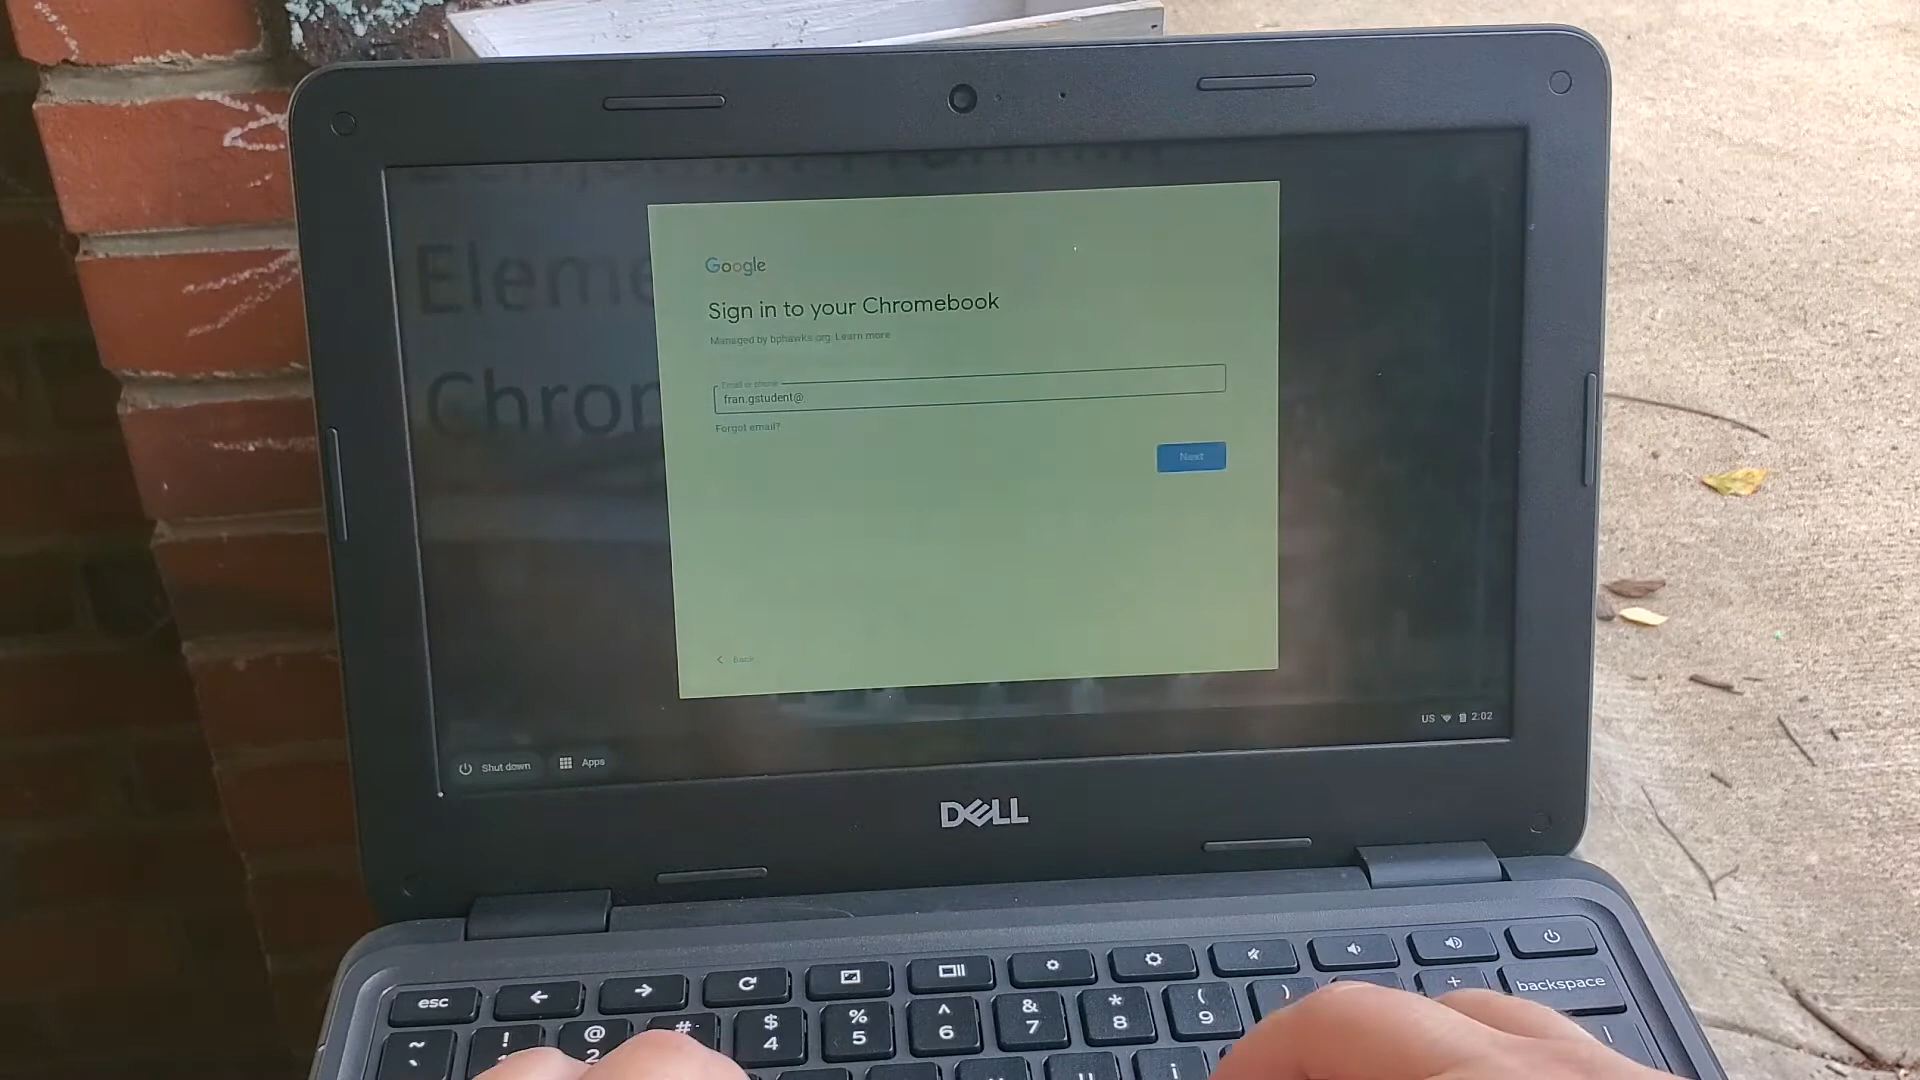 Eleme
Chron
Google
Sign in to your Chromebook
Managed by bphawks.org. Learn more
Email or phone
fran.gstudent@
Forgot email?
Next
Back
Shut down
Apps
US 2:02
DELL
esc
backspace
~ `
!
@ 2
#
$ 4
% 5
^ 6
& 7
* 8
( 9
)
+
u
i